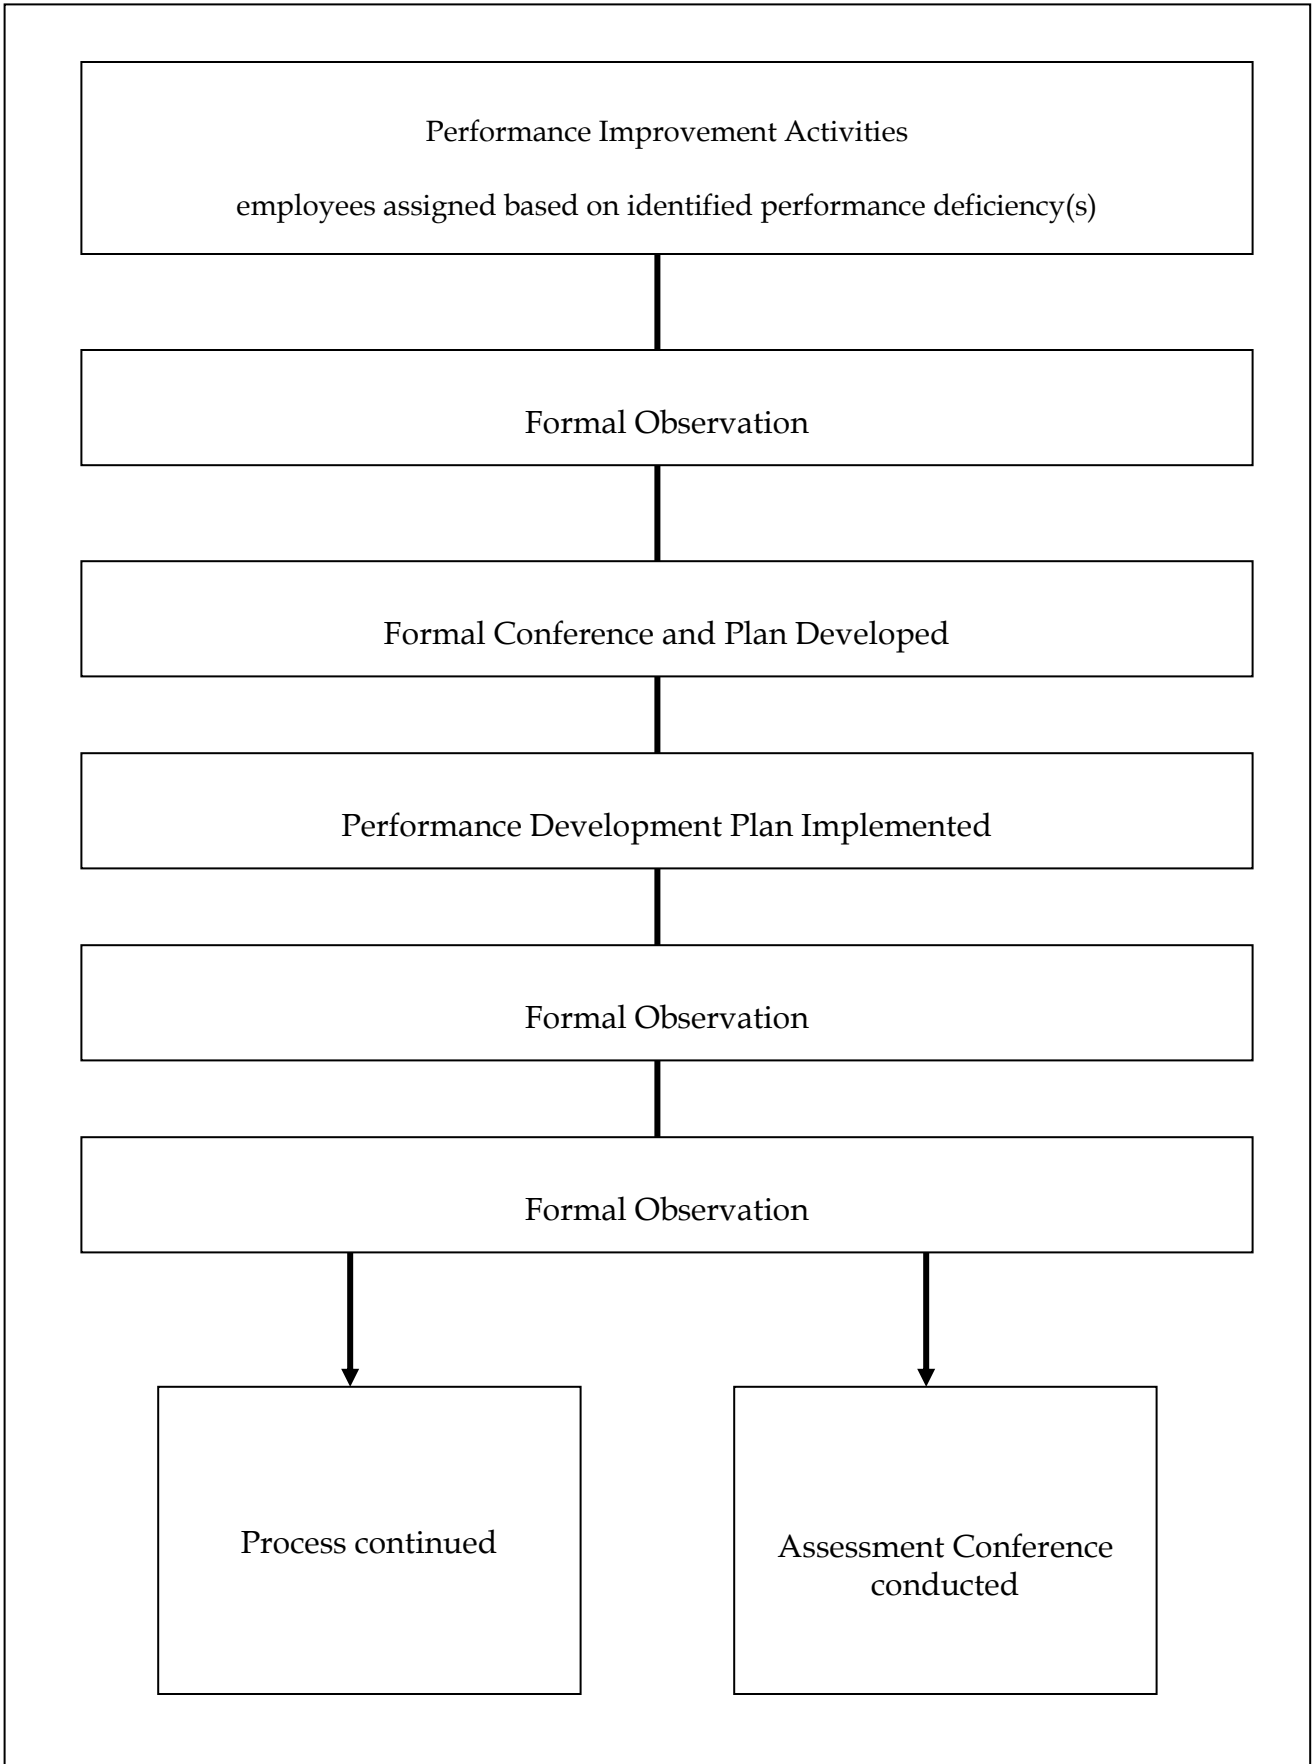 Performance Improvement Activities
employees assigned based on identified performance deficiency(s)
Formal Observation
Formal Conference and Plan Developed
Performance Development Plan Implemented
Formal Observation
Formal Observation
Process continued
Assessment Conference
conducted